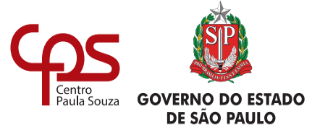 cps
Centro
Paula Souza
SP
GOVERNO DO ESTADO
DE SÃO PAULO